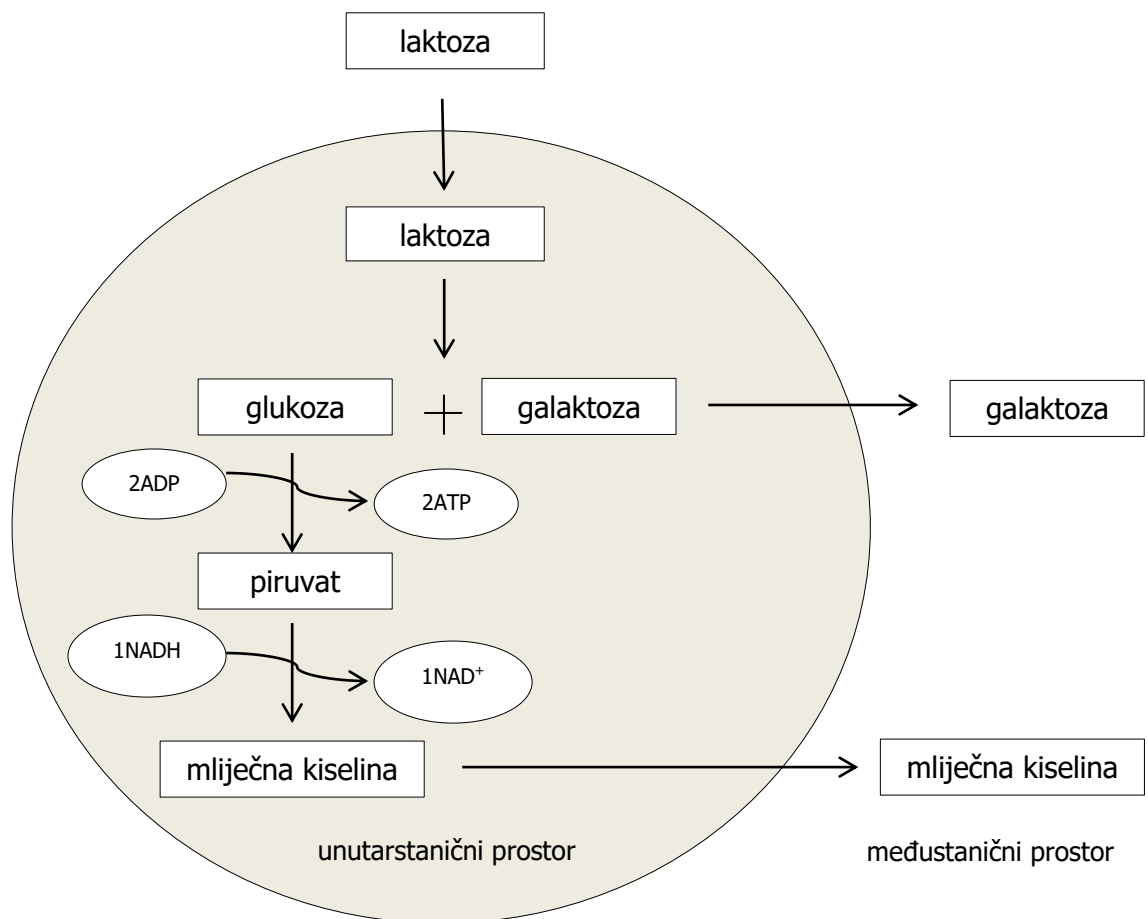 laktoza
laktoza
glukoza
galaktoza
galaktoza
2ADP
2ATP
piruvat
1NADH
1NAD⁺
mliječna kiselina
mliječna kiselina
unutarstanični prostor
međustanični prostor